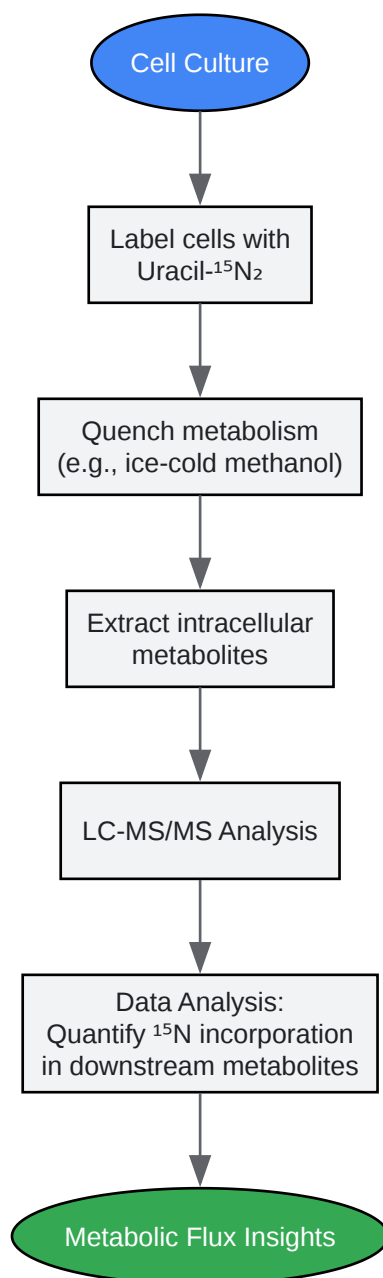 Cell Culture
Label cells with
Uracil-¹⁵N₂
Quench metabolism
(e.g., ice-cold methanol)
Extract intracellular
metabolites
LC-MS/MS Analysis
Data Analysis:
Quantify ¹⁵N incorporation
in downstream metabolites
Metabolic Flux Insights